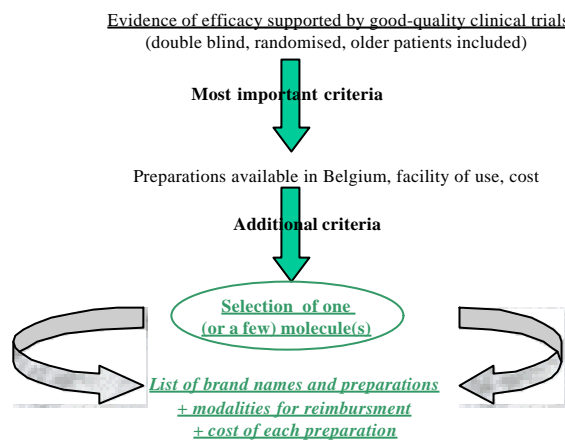 Evidence of efficacy supported by good-quality clinical trials
(double blind, randomised, older patients included)
Most important criteria
Preparations available in Belgium, facility of use, cost
Additional criteria
Selection of one
(or a few) molecule(s)
List of brand names and preparations
+ modalities for reimbursment
+ cost of each preparation